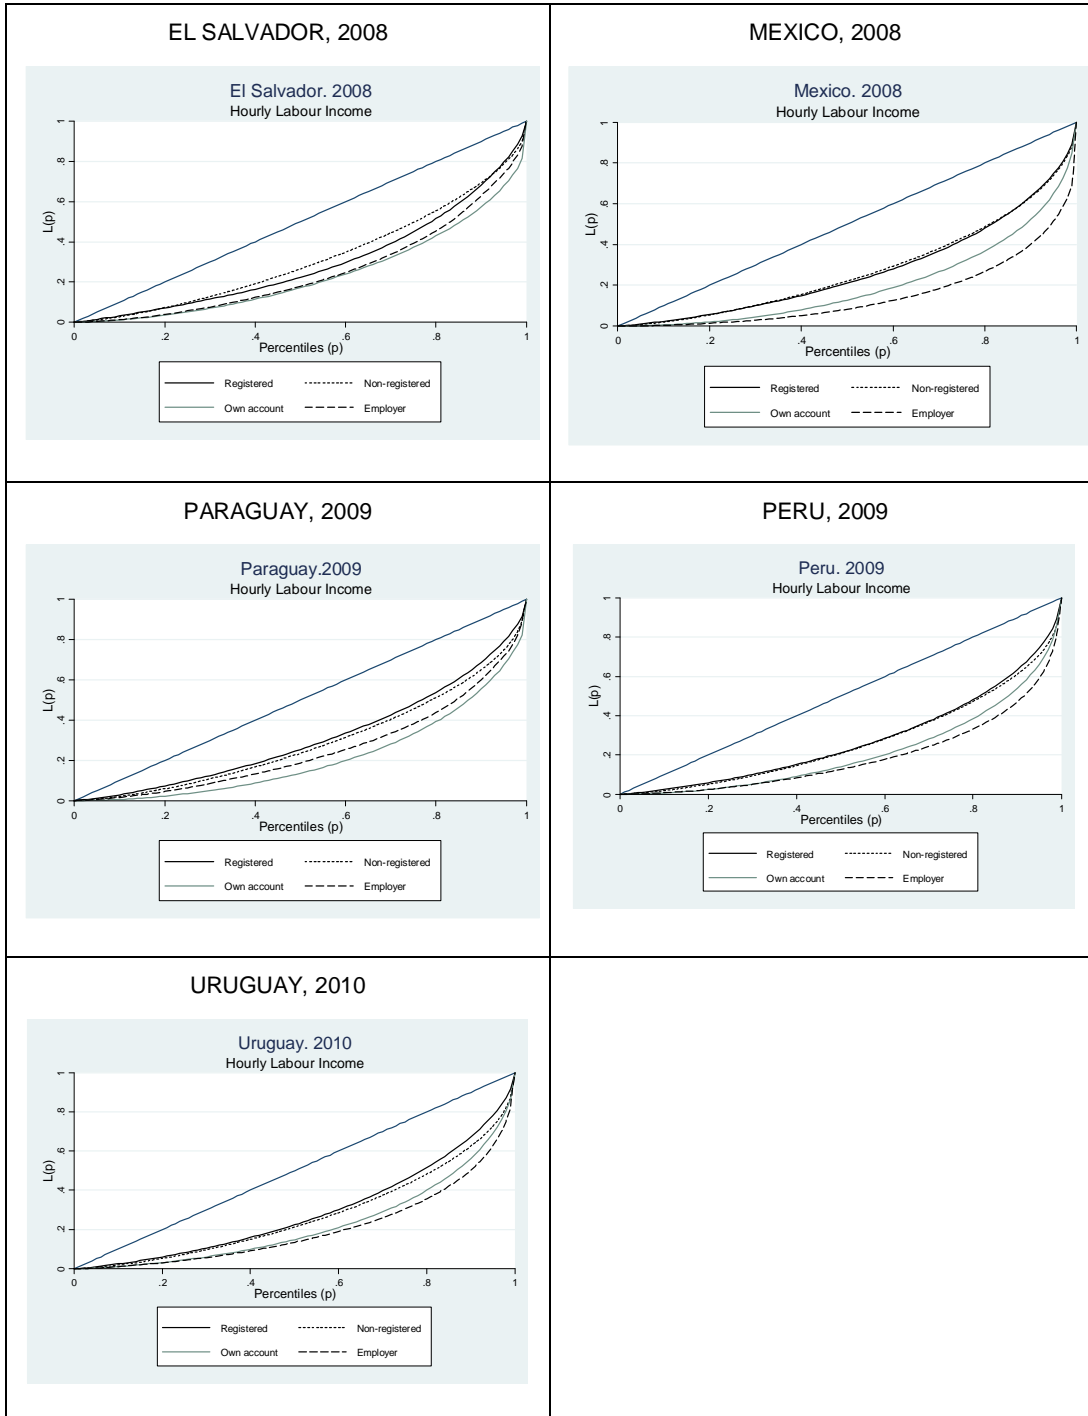 EL SALVADOR, 2008
El Salvador. 2008
Hourly Labour Income
L(p)
0 .2 .4 .6 .8 1
0 .2 .4 .6 .8 1
Percentiles (p)
Registered Non-registered
Own account Employer
MEXICO, 2008
Mexico. 2008
Hourly Labour Income
L(p)
0 .2 .4 .6 .8 1
0 .2 .4 .6 .8 1
Percentiles (p)
Registered Non-registered
Own account Employer
PARAGUAY, 2009
Paraguay.2009
Hourly Labour Income
L(p)
0 .2 .4 .6 .8 1
0 .2 .4 .6 .8 1
Percentiles (p)
Registered Non-registered
Own account Employer
PERU, 2009
Peru. 2009
Hourly Labour Income
L(p)
0 .2 .4 .6 .8 1
0 .2 .4 .6 .8 1
Percentiles (p)
Registered Non-registered
Own account Employer
URUGUAY, 2010
Uruguay. 2010
Hourly Labour Income
L(p)
0 .2 .4 .6 .8 1
0 .2 .4 .6 .8 1
Percentiles (p)
Registered Non-registered
Own account Employer